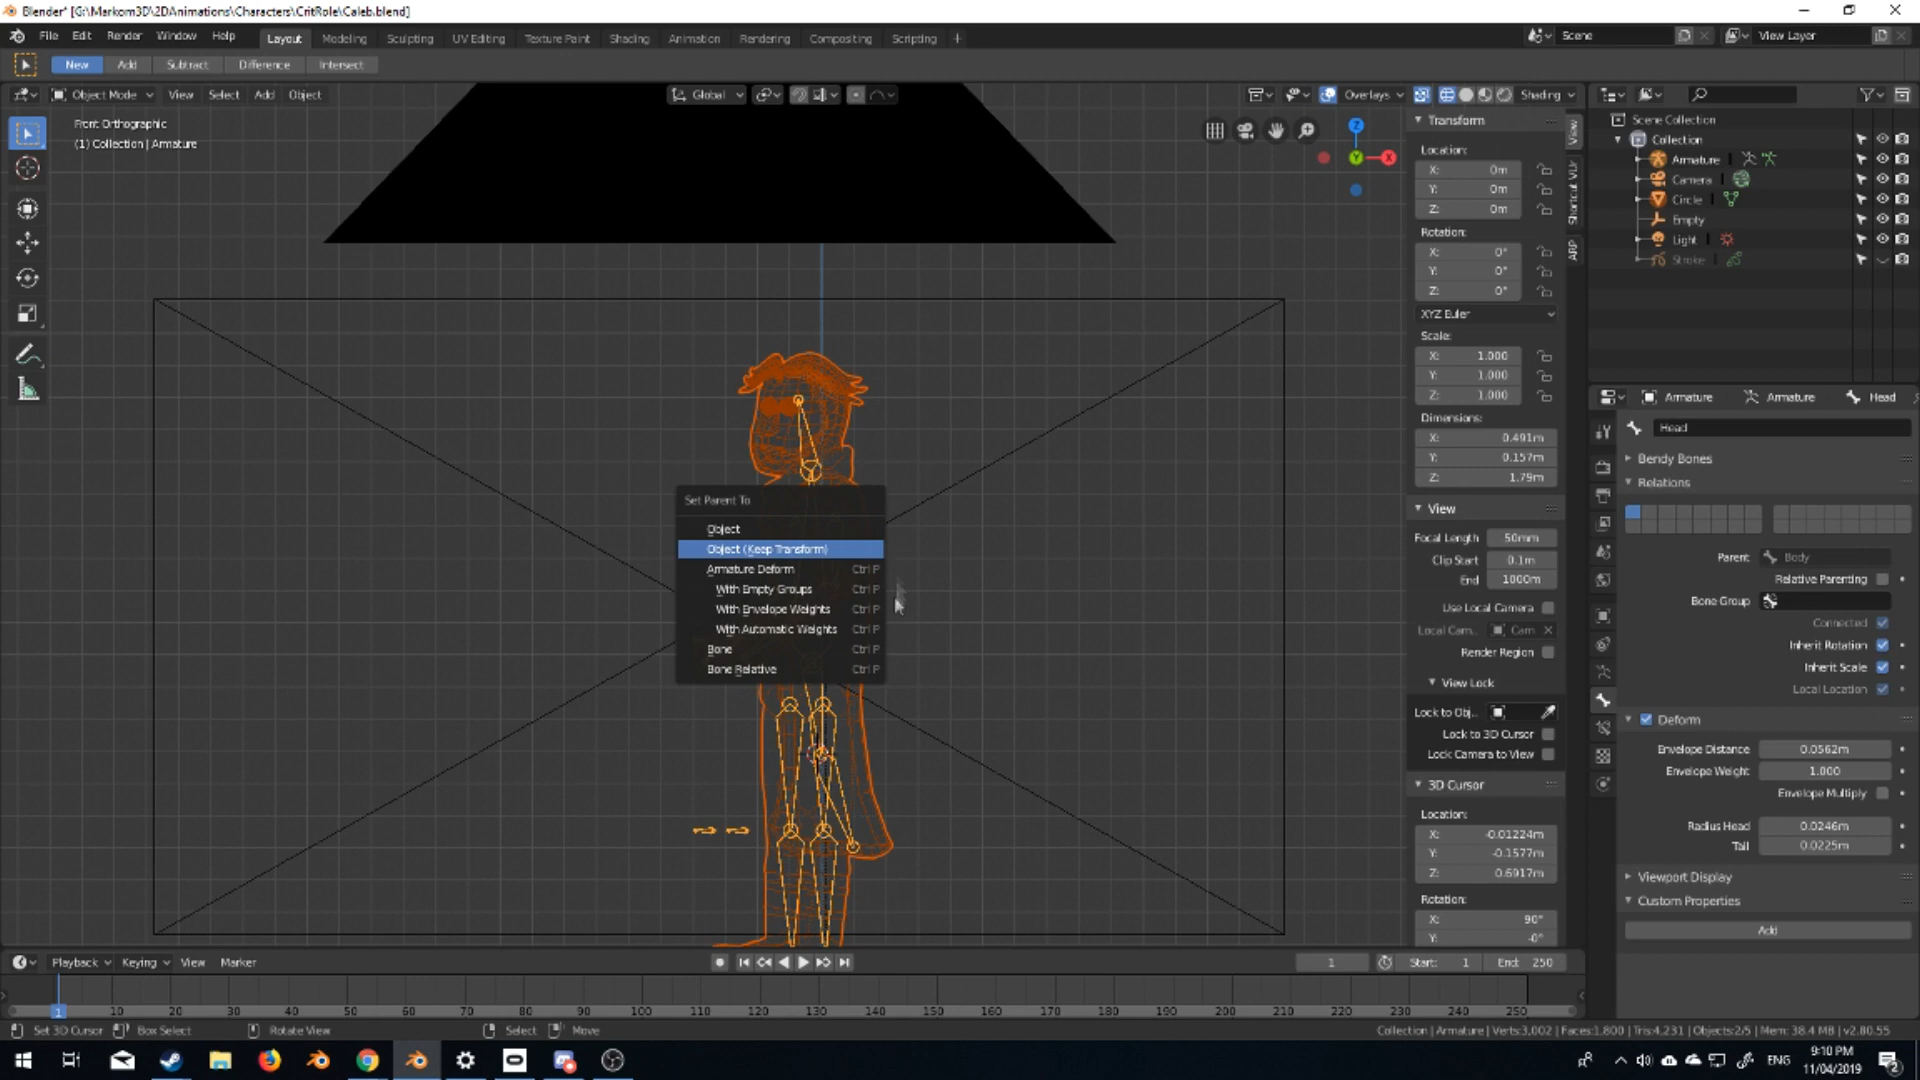 Blender* [G:\Markom3D\2DAnimations\Characters\CritRole\Caleb.blend]
File Edit Render Window Help
Layout Modeling Sculpting UV Editing Texture Paint Shading Animation Rendering Compositing Scripting +
Scene
View Layer
New Add Subtract Difference Intersect
Object Mode View Select Add Object
Global
Overlays
Shading
Front Orthographic
(1) Collection | Armature
Z
Y
X
Set Parent To
Object
Object (Keep Transform)
Armature Deform Ctrl P
With Empty Groups Ctrl P
With Envelope Weights Ctrl P
With Automatic Weights Ctrl P
Bone Ctrl P
Bone Relative Ctrl P
Transform
Location:
X: 0m
Y: 0m
Z: 0m
Rotation:
X: 0°
Y: 0°
Z: 0°
XYZ Euler
Scale:
X: 1.000
Y: 1.000
Z: 1.000
Dimensions:
X: 0.491m
Y: 0.157m
Z: 1.79m
View
Focal Length 50mm
Clip Start 0.1m
End 1000m
Use Local Camera
Local Cam.. Cam
Render Region
View Lock
Lock to Obj..
Lock to 3D Cursor
Lock Camera to View
3D Cursor
Location:
X: -0.01224m
Y: -0.1577m
Z: 0.6917m
Rotation:
X: 90°
Y: -0°
View
Shortcut VUr
ARP
Scene Collection
Collection
Armature
Camera
Circle
Empty
Light
Stroke
Armature Armature Head
Head
Bendy Bones
Relations
Parent: Body
Relative Parenting
Bone Group
Connected
Inherit Rotation
Inherit Scale
Local Location
Deform
Envelope Distance 0.0562m
Envelope Weight 1.000
Envelope Multiply
Radius Head 0.0246m
Tail 0.0225m
Viewport Display
Custom Properties
Add
Playback Keying View Marker
1
Start: 1
End: 250
1 10 20 30 40 50 60 70 80 90 100 110 120 130 140 150 160 170 180 190 200 210 220 230 240 250
Set 3D Cursor Box Select Rotate View Select Move
Collection | Armature | Verts:3,002 | Faces:1,800 | Tris:4,231 | Objects:2/5 | Mem: 38.4 MB | v2.80.55
ENG
9:10 PM
11/04/2019
2